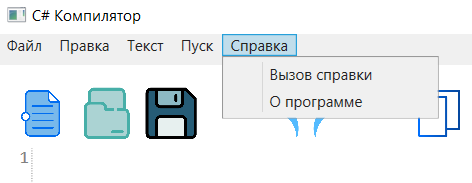 C# Компилятор
Файл Правка Текст Пуск Справка
Вызов справки
О программе
1